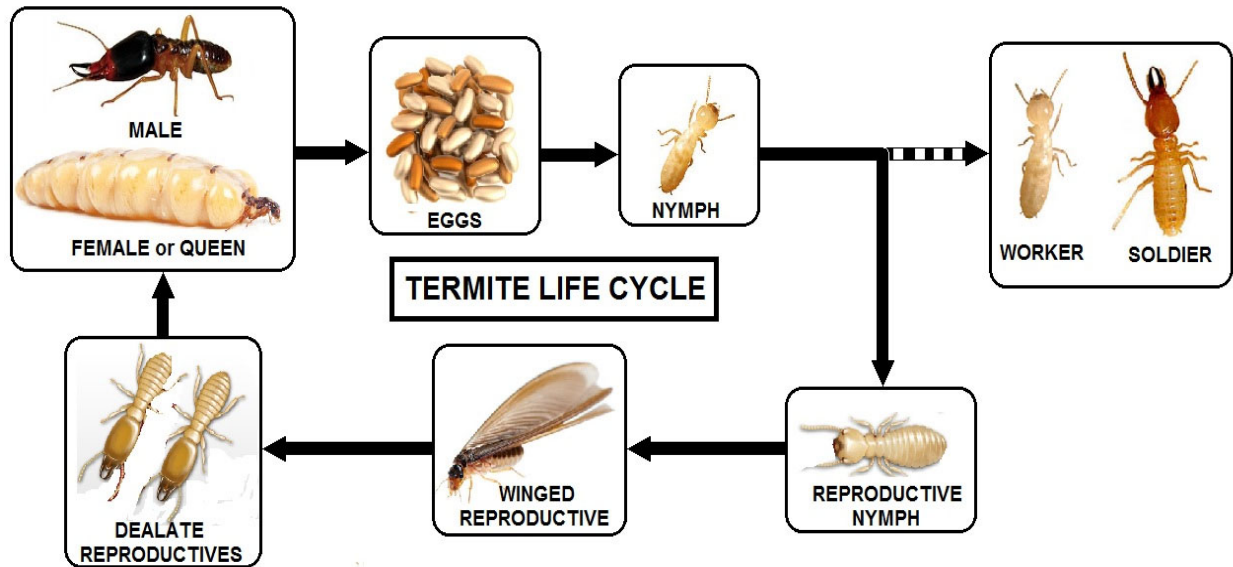 MALE
FEMALE or QUEEN
EGGS
NYMPH
WORKER
SOLDIER
TERMITE LIFE CYCLE
DEALATE
REPRODUCTIVES
WINGED
REPRODUCTIVE
REPRODUCTIVE
NYMPH